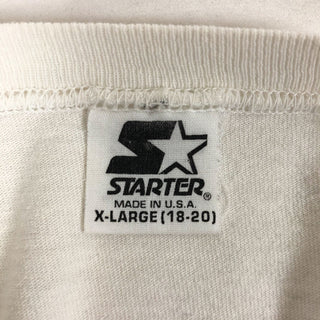 STARTER®
MADE IN U.S.A.
X-LARGE (18-20)